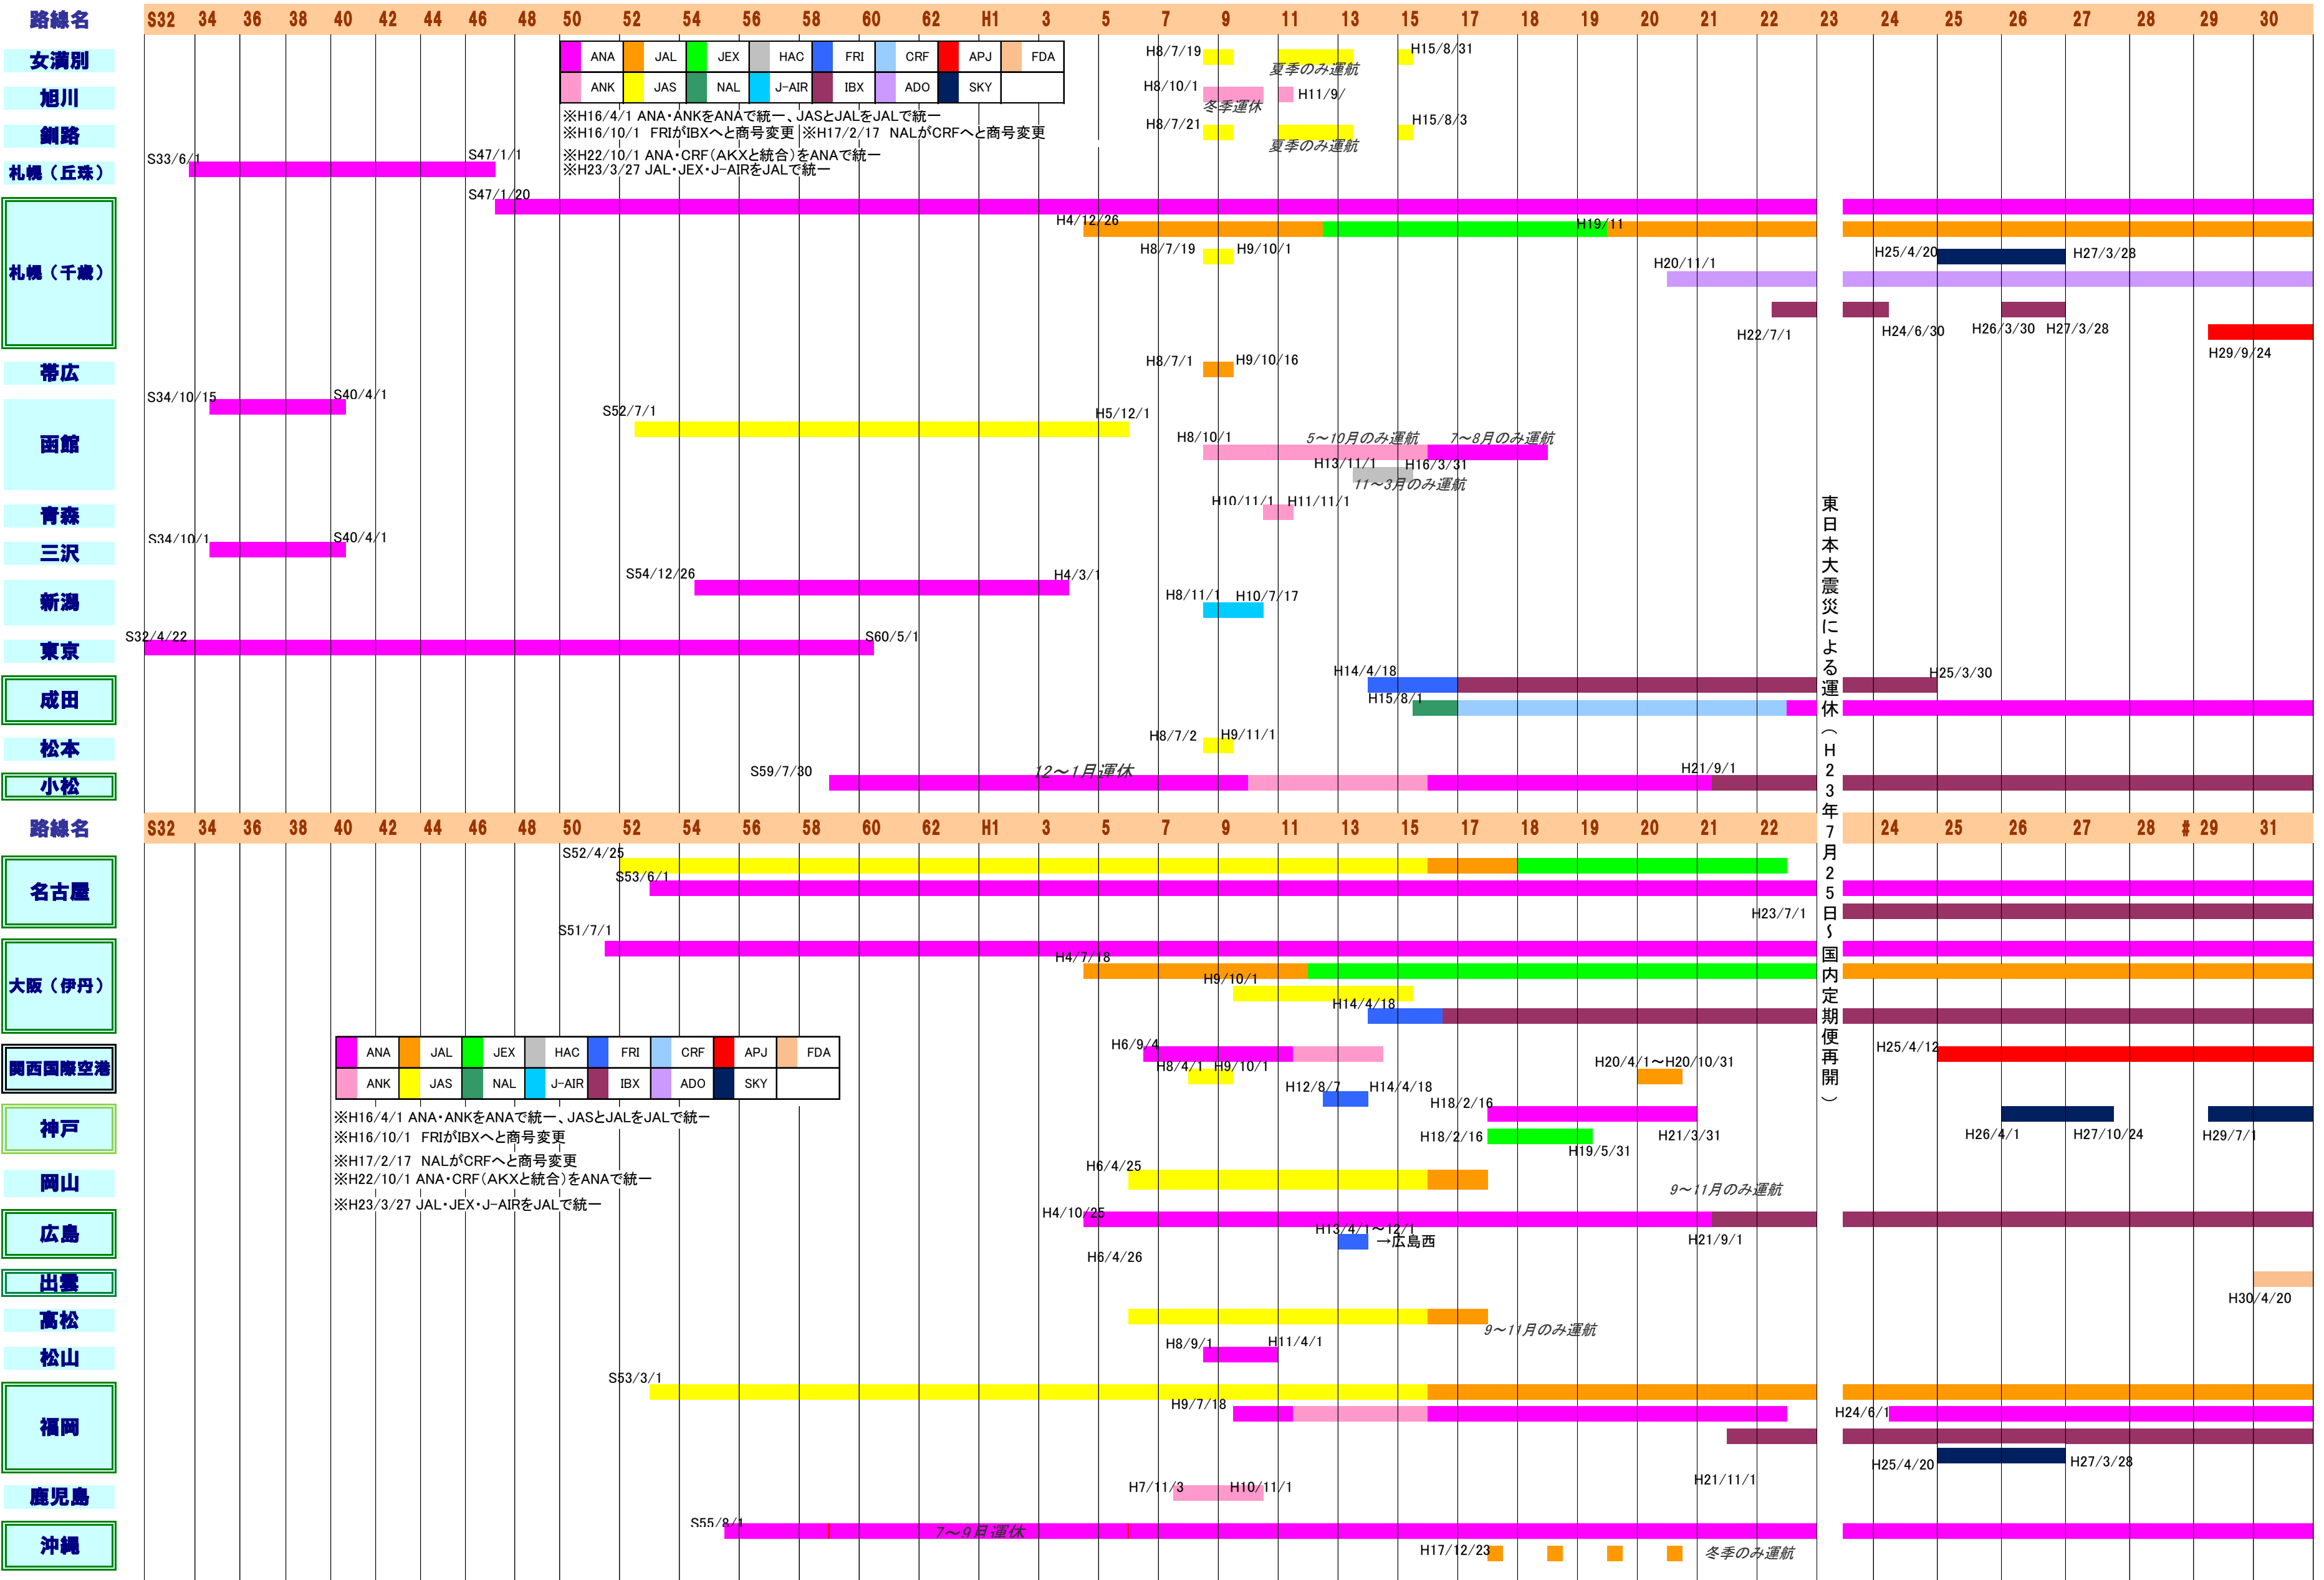 路線名 S32 34 36 38 40 42 44 46 48 50 52 54 56 58 60 62 H1 3 5 7 9 11 13 15 17 18 19 20 21 22 23 24 25 26 27 28 29 30
ANA JAL JEX HAC FRI CRF APJ FDA
ANK JAS NAL J-AIR IBX ADO SKY
※H16/4/1 ANA・ANKをANAで統一、JASとJALをJALで統一
※H16/10/1 FRIがIBXへと商号変更 ※H17/2/17 NALがCRFへと商号変更
※H22/10/1 ANA・CRF(AKXと統合)をANAで統一
※H23/3/27 JAL・JEX・J-AIRをJALで統一
女満別 H8/7/19 夏季のみ運航 H15/8/31
旭川 H8/10/1 冬季運休 H11/9/
釧路 H8/7/21 夏季のみ運航 H15/8/3
札幌（丘珠） S33/6/1 S47/1/1
札幌（千歳） S47/1/20
H4/12/26 H19/11
H8/7/19 H9/10/1 H25/4/20 H27/3/28
H20/11/1
H22/7/1 H24/6/30 H26/3/30 H27/3/28
H29/9/24
帯広 H8/7/1 H9/10/16
函館 S34/10/15 S40/4/1
S52/7/1 H5/12/1
H8/10/1 5～10月のみ運航 7～8月のみ運航
H13/11/1 H16/3/31
11～3月のみ運航
青森 H10/11/1 H11/11/1
三沢 S34/10/1 S40/4/1
新潟 S54/12/26 H4/3/1
H8/11/1 H10/7/17
東京 S32/4/22 S60/5/1
成田 H14/4/18 H25/3/30
H15/8/1
松本 H8/7/2 H9/11/1
小松 S59/7/30 12～1月運休 H21/9/1
東日本大震災による運休（H23年7月25日～国内定期便再開）
路線名 S32 34 36 38 40 42 44 46 48 50 52 54 56 58 60 62 H1 3 5 7 9 11 13 15 17 18 19 20 21 22 24 25 26 27 28 # 29 31
名古屋 S52/4/25
S53/6/1
H23/7/1
大阪（伊丹） S51/7/1
H4/7/18
H9/10/1
H14/4/18
ANA JAL JEX HAC FRI CRF APJ FDA
ANK JAS NAL J-AIR IBX ADO SKY
※H16/4/1 ANA・ANKをANAで統一、JASとJALをJALで統一
※H16/10/1 FRIがIBXへと商号変更
※H17/2/17 NALがCRFへと商号変更
※H22/10/1 ANA・CRF(AKXと統合)をANAで統一
※H23/3/27 JAL・JEX・J-AIRをJALで統一
関西国際空港 H6/9/4 H25/4/12
H8/4/1 H9/10/1 H20/4/1～H20/10/31
H12/8/7 H14/4/18
神戸 H18/2/16 H21/3/31 H26/4/1 H27/10/24 H29/7/1
H18/2/16 H19/5/31
岡山 H6/4/25 9～11月のみ運航
広島 H4/10/25 H21/9/1
H13/4/1～12/1 →広島西
H6/4/26
出雲 H30/4/20
高松 9～11月のみ運航
松山 H8/9/1 H11/4/1
福岡 S53/3/1
H9/7/18 H24/6/1
H21/11/1
H25/4/20 H27/3/28
鹿児島 H7/11/3 H10/11/1
沖縄 S55/8/1 7～9月運休
H17/12/23 冬季のみ運航